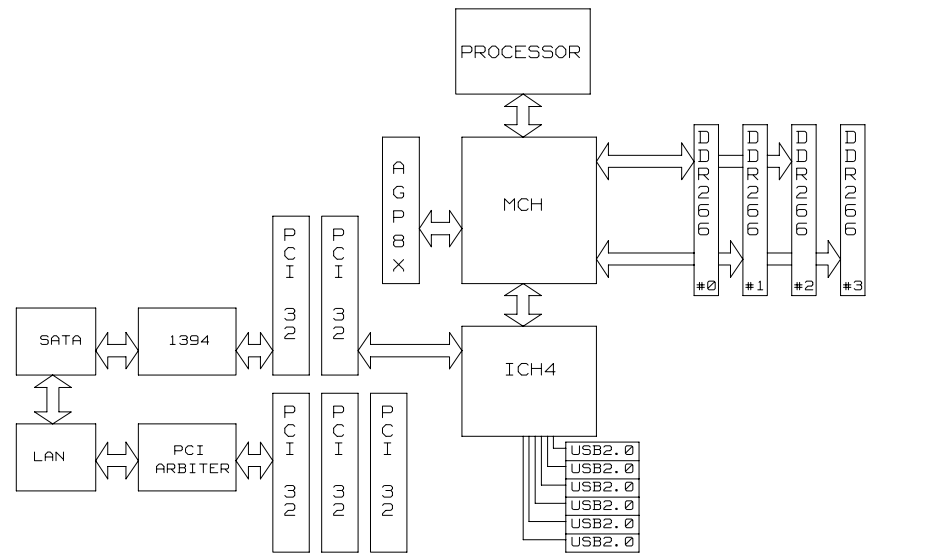 PROCESSOR
MCH
AGP8X
DDR266 #0
DDR266 #1
DDR266 #2
DDR266 #3
PCI 32
PCI 32
SATA
1394
ICH4
LAN
PCI
ARBITER
PCI 32
PCI 32
PCI 32
USB2.0
USB2.0
USB2.0
USB2.0
USB2.0
USB2.0